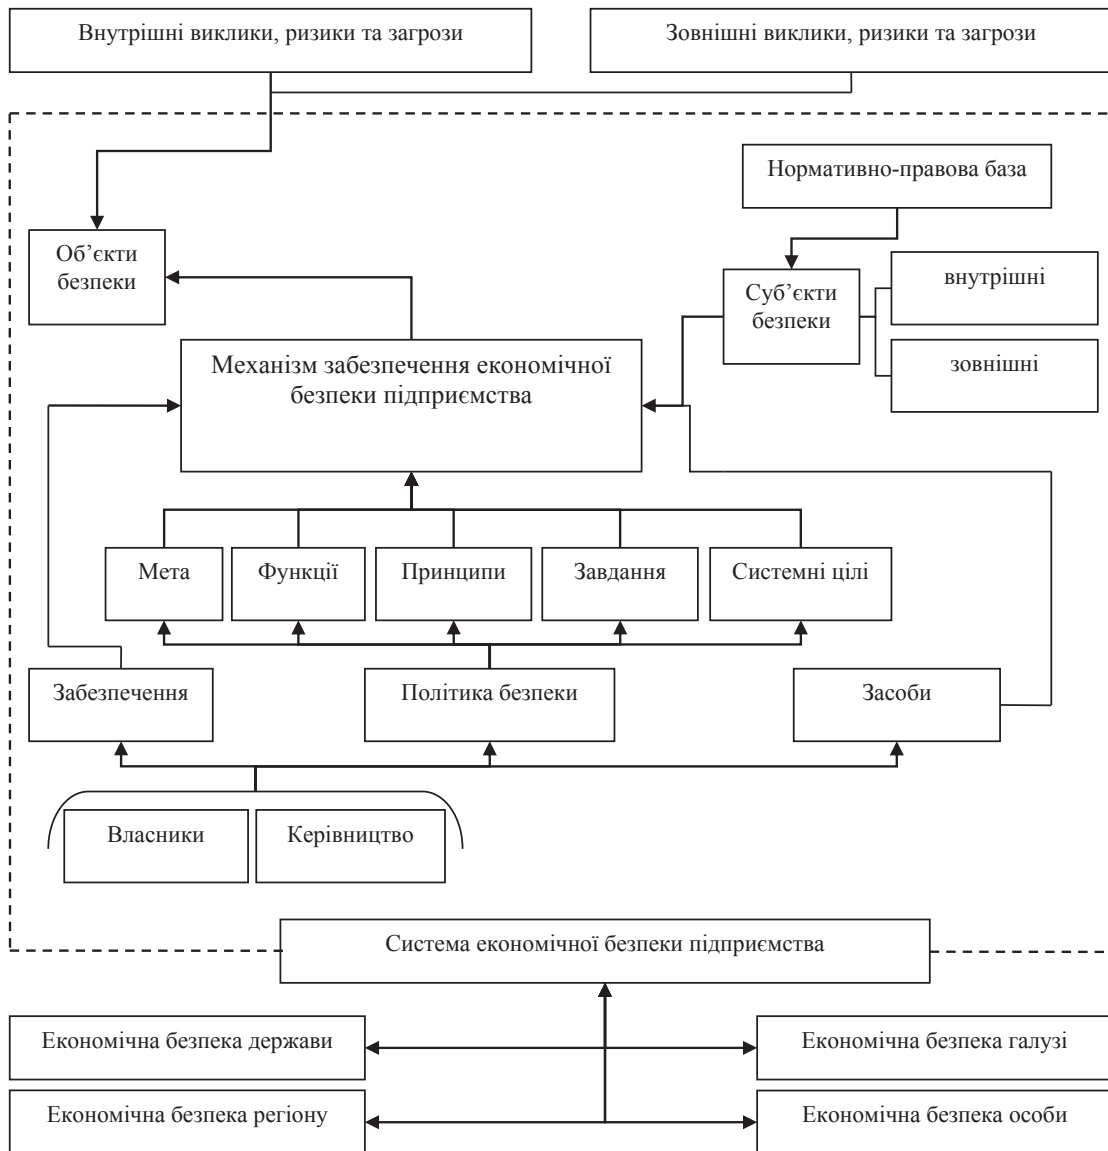 Внутрішні виклики, ризики та загрози
Зовнішні виклики, ризики та загрози
Нормативно-правова база
Об’єкти
безпеки
Суб’єкти
безпеки
внутрішні
зовнішні
Механізм забезпечення економічної
безпеки підприємства
Мета
Функції
Принципи
Завдання
Системні цілі
Забезпечення
Політика безпеки
Засоби
Власники
Керівництво
Система економічної безпеки підприємства
Економічна безпека держави
Економічна безпека галузі
Економічна безпека регіону
Економічна безпека особи